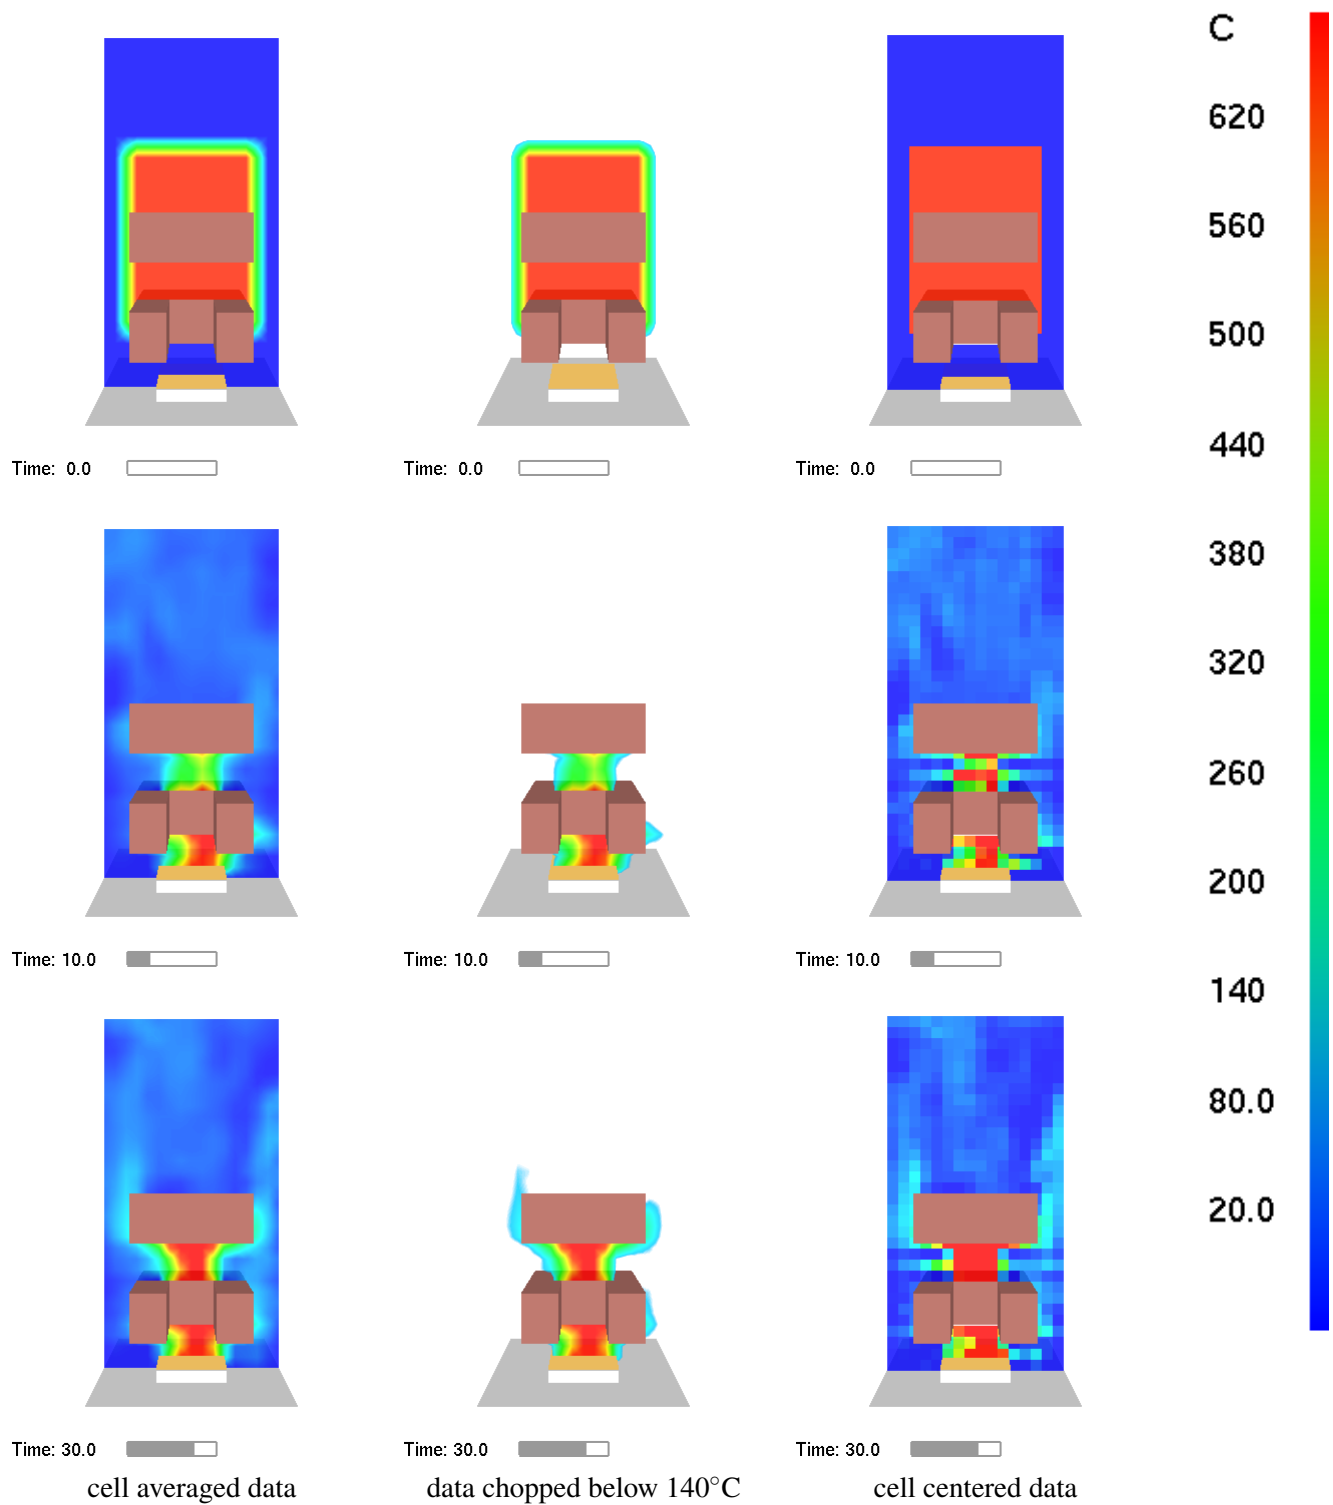 C
620
560
500
440
380
320
260
200
140
80.0
20.0
Time: 0.0
Time: 0.0
Time: 0.0
Time: 10.0
Time: 10.0
Time: 10.0
Time: 30.0
Time: 30.0
Time: 30.0
cell averaged data
data chopped below 140°C
cell centered data